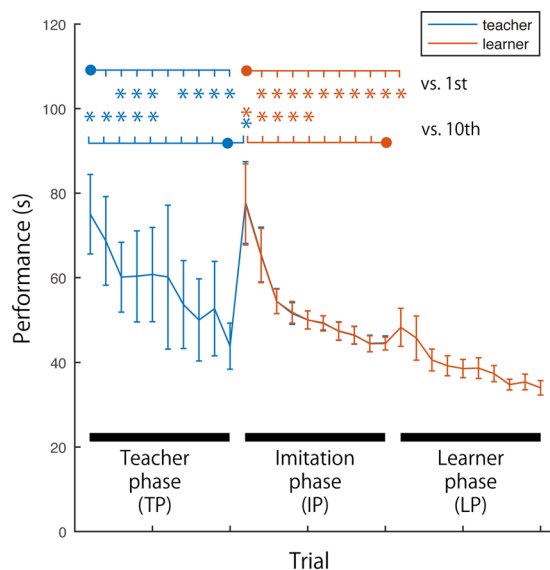 120
teacher
learner
vs. 1st
100
vs. 10th
80
Performance (s)
60
40
20
Teacher
phase
(TP)
Imitation
phase
(IP)
Learner
phase
(LP)
0
Trial